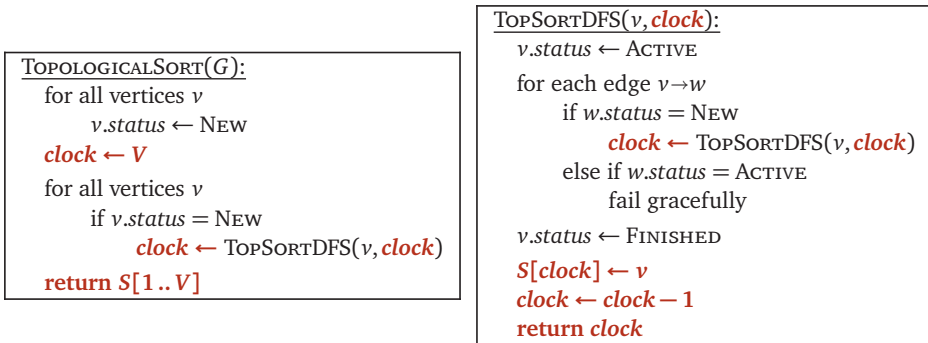 TopologicalSort(G):
for all vertices v
v.status ← New
clock ← V
for all vertices v
if v.status = New
clock ← TopSortDFS(v, clock)
return S[1 .. V]
TopSortDFS(v, clock):
v.status ← Active
for each edge v→w
if w.status = New
clock ← TopSortDFS(v, clock)
else if w.status = Active
fail gracefully
v.status ← Finished
S[clock] ← v
clock ← clock − 1
return clock